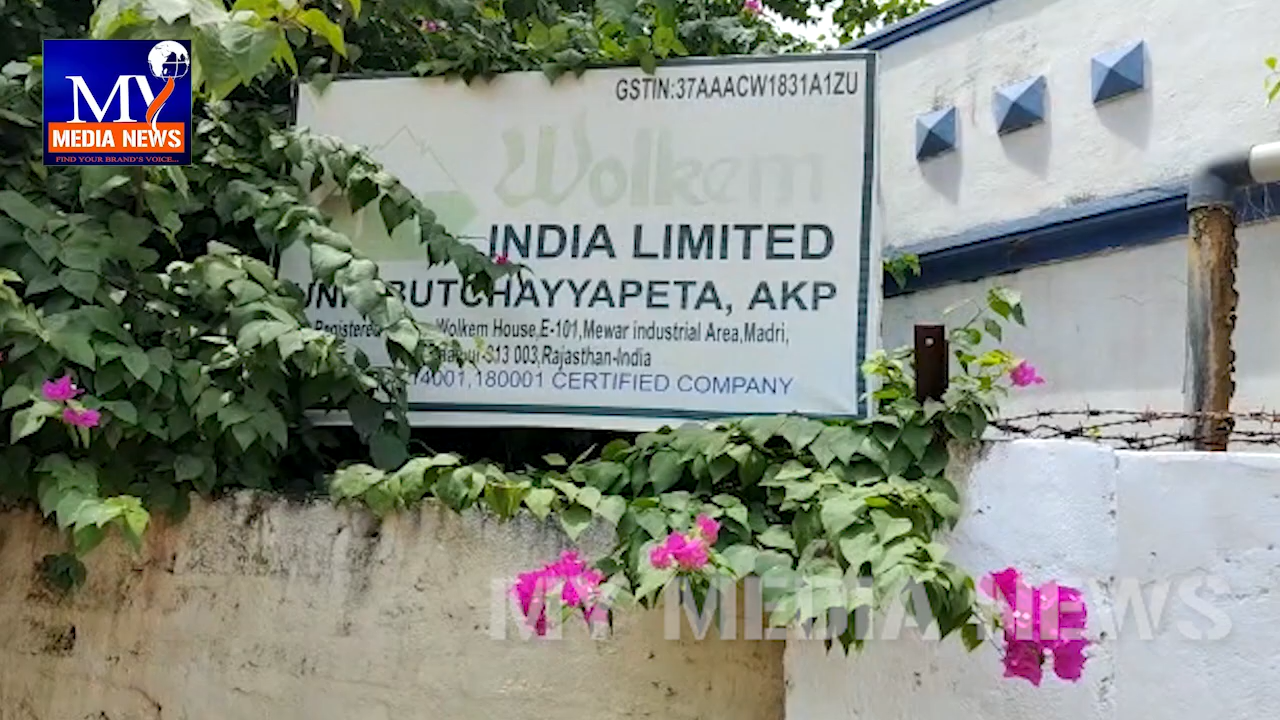 MY
MEDIA NEWS
FIND YOUR BRAND'S VOICE...
GSTIN:37AAACW1831A1ZU
Wolkem
INDIA LIMITED
BUTCHAYYAPETA, AKP
Registered Wolkem House,E-101,Mewar industrial Area,Madri,
313 003,Rajasthan-India
14001,180001 CERTIFIED COMPANY
MY MEDIA NEWS